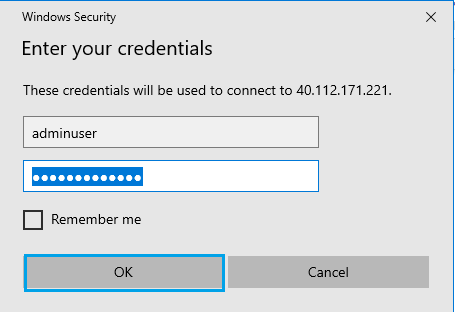 Windows Security
Enter your credentials
These credentials will be used to connect to 40.112.171.221.
adminuser
●●●●●●●●●●●●●
Remember me
OK
Cancel